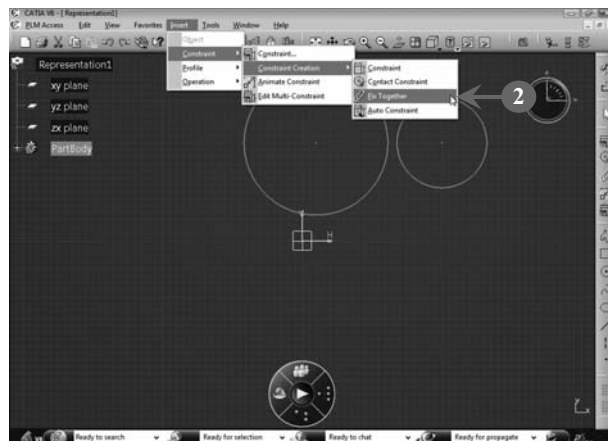 CATIA V6 - [ Representation1]
PLM Access Edit View Favorites Insert Tools Window Help
Object
Constraint
Profile
Operation
Constraint...
Constraint Creation
Animate Constraint
Edit Multi-Constraint
Constraint
Contact Constraint
Fix Together
Auto Constraint
2
Representation1
xy plane
yz plane
zx plane
PartBody
V
H
Ready to search
Ready for selection
Ready to chat
Ready for propagate